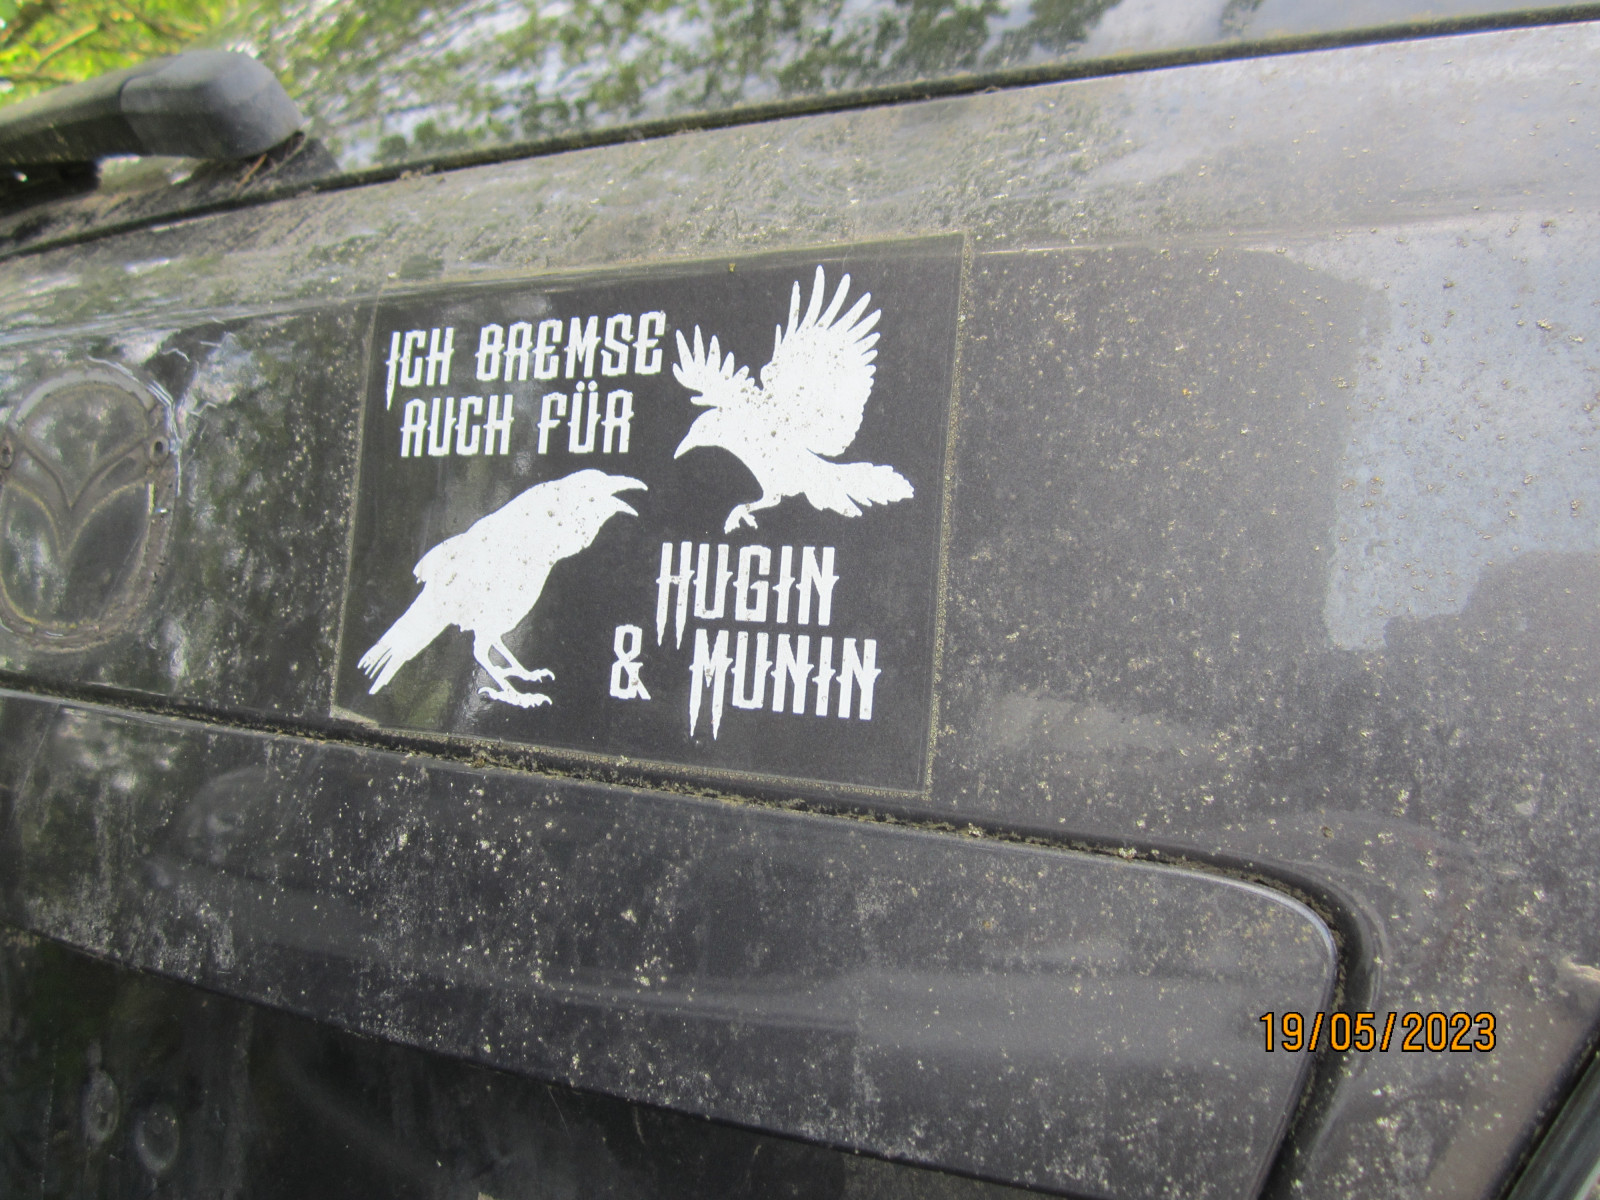 ICH BREMSE
AUCH FÜR
HUGIN
& MUNIN
19/05/2023